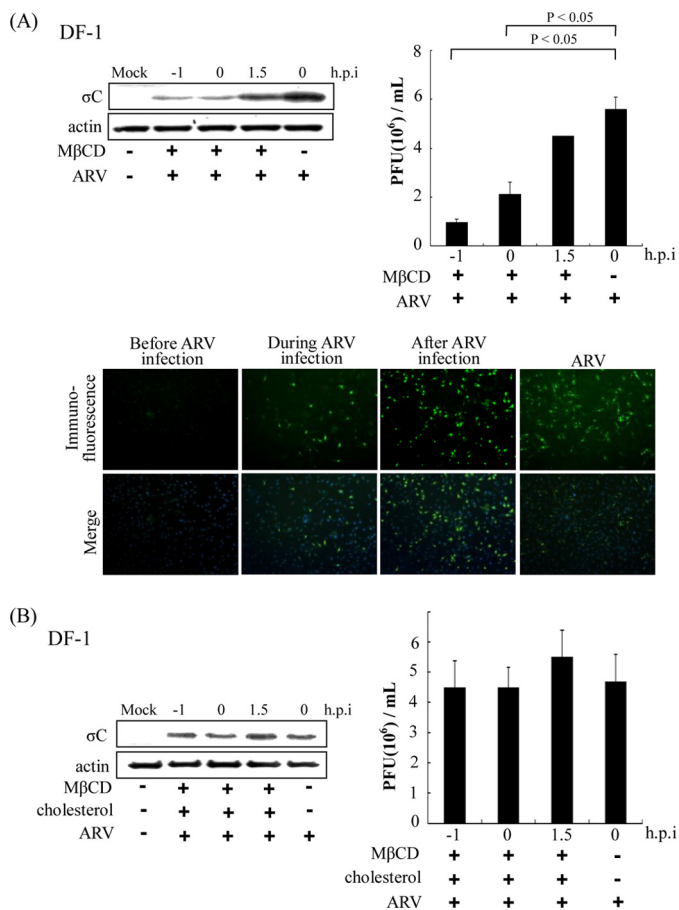 (A)
DF-1
Mock -1 0 1.5 0 h.p.i
σC
actin
MβCD - + + + -
ARV - + + + +
P < 0.05
P < 0.05
PFU(10⁶) / mL
8
6
4
2
0
-1 0 1.5 0 h.p.i
MβCD + + + -
ARV + + + +
Before ARV infection
During ARV infection
After ARV infection
ARV
Immuno-
fluorescence
Merge
(B)
DF-1
Mock -1 0 1.5 0 h.p.i
σC
actin
MβCD - + + + -
cholesterol - + + + -
ARV - + + + +
PFU(10⁶) / mL
7
6
5
4
3
2
1
0
-1 0 1.5 0 h.p.i
MβCD + + + -
cholesterol + + + -
ARV + + + +